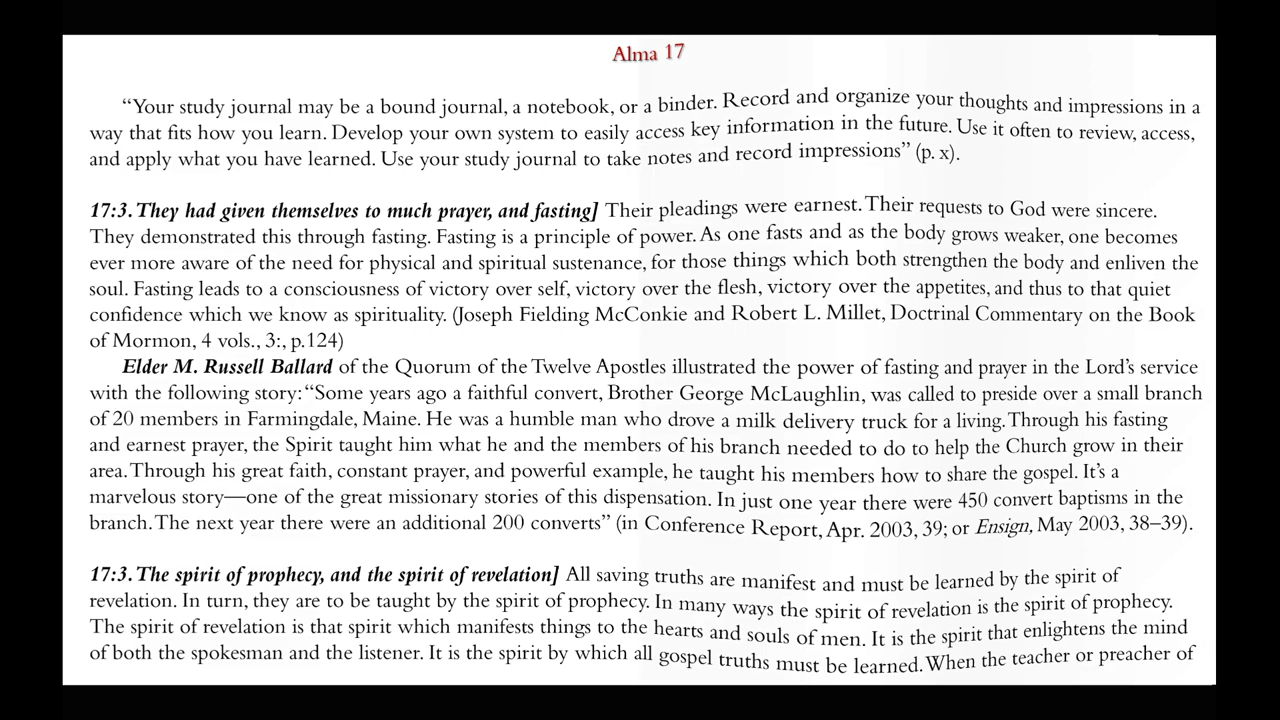 Alma 17
“Your study journal may be a bound journal, a notebook, or a binder. Record and organize your thoughts and impressions in a
way that fits how you learn. Develop your own system to easily access key information in the future. Use it often to review, access,
and apply what you have learned. Use your study journal to take notes and record impressions” (p. x).
17:3. They had given themselves to much prayer, and fasting] Their pleadings were earnest. Their requests to God were sincere.
They demonstrated this through fasting. Fasting is a principle of power. As one fasts and as the body grows weaker, one becomes
ever more aware of the need for physical and spiritual sustenance, for those things which both strengthen the body and enliven the
soul. Fasting leads to a consciousness of victory over self, victory over the flesh, victory over the appetites, and thus to that quiet
confidence which we know as spirituality. (Joseph Fielding McConkie and Robert L. Millet, Doctrinal Commentary on the Book
of Mormon, 4 vols., 3:, p.124)
Elder M. Russell Ballard of the Quorum of the Twelve Apostles illustrated the power of fasting and prayer in the Lord’s service
with the following story: “Some years ago a faithful convert, Brother George McLaughlin, was called to preside over a small branch
of 20 members in Farmingdale, Maine. He was a humble man who drove a milk delivery truck for a living. Through his fasting
and earnest prayer, the Spirit taught him what he and the members of his branch needed to do to help the Church grow in their
area. Through his great faith, constant prayer, and powerful example, he taught his members how to share the gospel. It’s a
marvelous story—one of the great missionary stories of this dispensation. In just one year there were 450 convert baptisms in the
branch. The next year there were an additional 200 converts” (in Conference Report, Apr. 2003, 39; or Ensign, May 2003, 38–39).
17:3. The spirit of prophecy, and the spirit of revelation] All saving truths are manifest and must be learned by the spirit of
revelation. In turn, they are to be taught by the spirit of prophecy. In many ways the spirit of revelation is the spirit of prophecy.
The spirit of revelation is that spirit which manifests things to the hearts and souls of men. It is the spirit that enlightens the mind
of both the spokesman and the listener. It is the spirit by which all gospel truths must be learned. When the teacher or preacher of